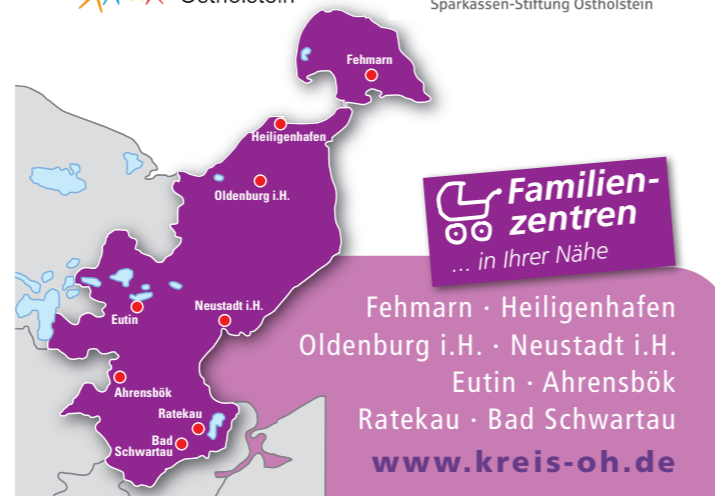 Ostholstein
Sparkassen-Stiftung Ostholstein
Fehmarn
Heiligenhafen
Oldenburg i.H.
Neustadt i.H.
Eutin
Ahrensbök
Ratekau
Bad
Schwartau
Familien-
zentren
... in Ihrer Nähe
Fehmarn · Heiligenhafen
Oldenburg i.H. · Neustadt i.H.
Eutin · Ahrensbök
Ratekau · Bad Schwartau
www.kreis-oh.de